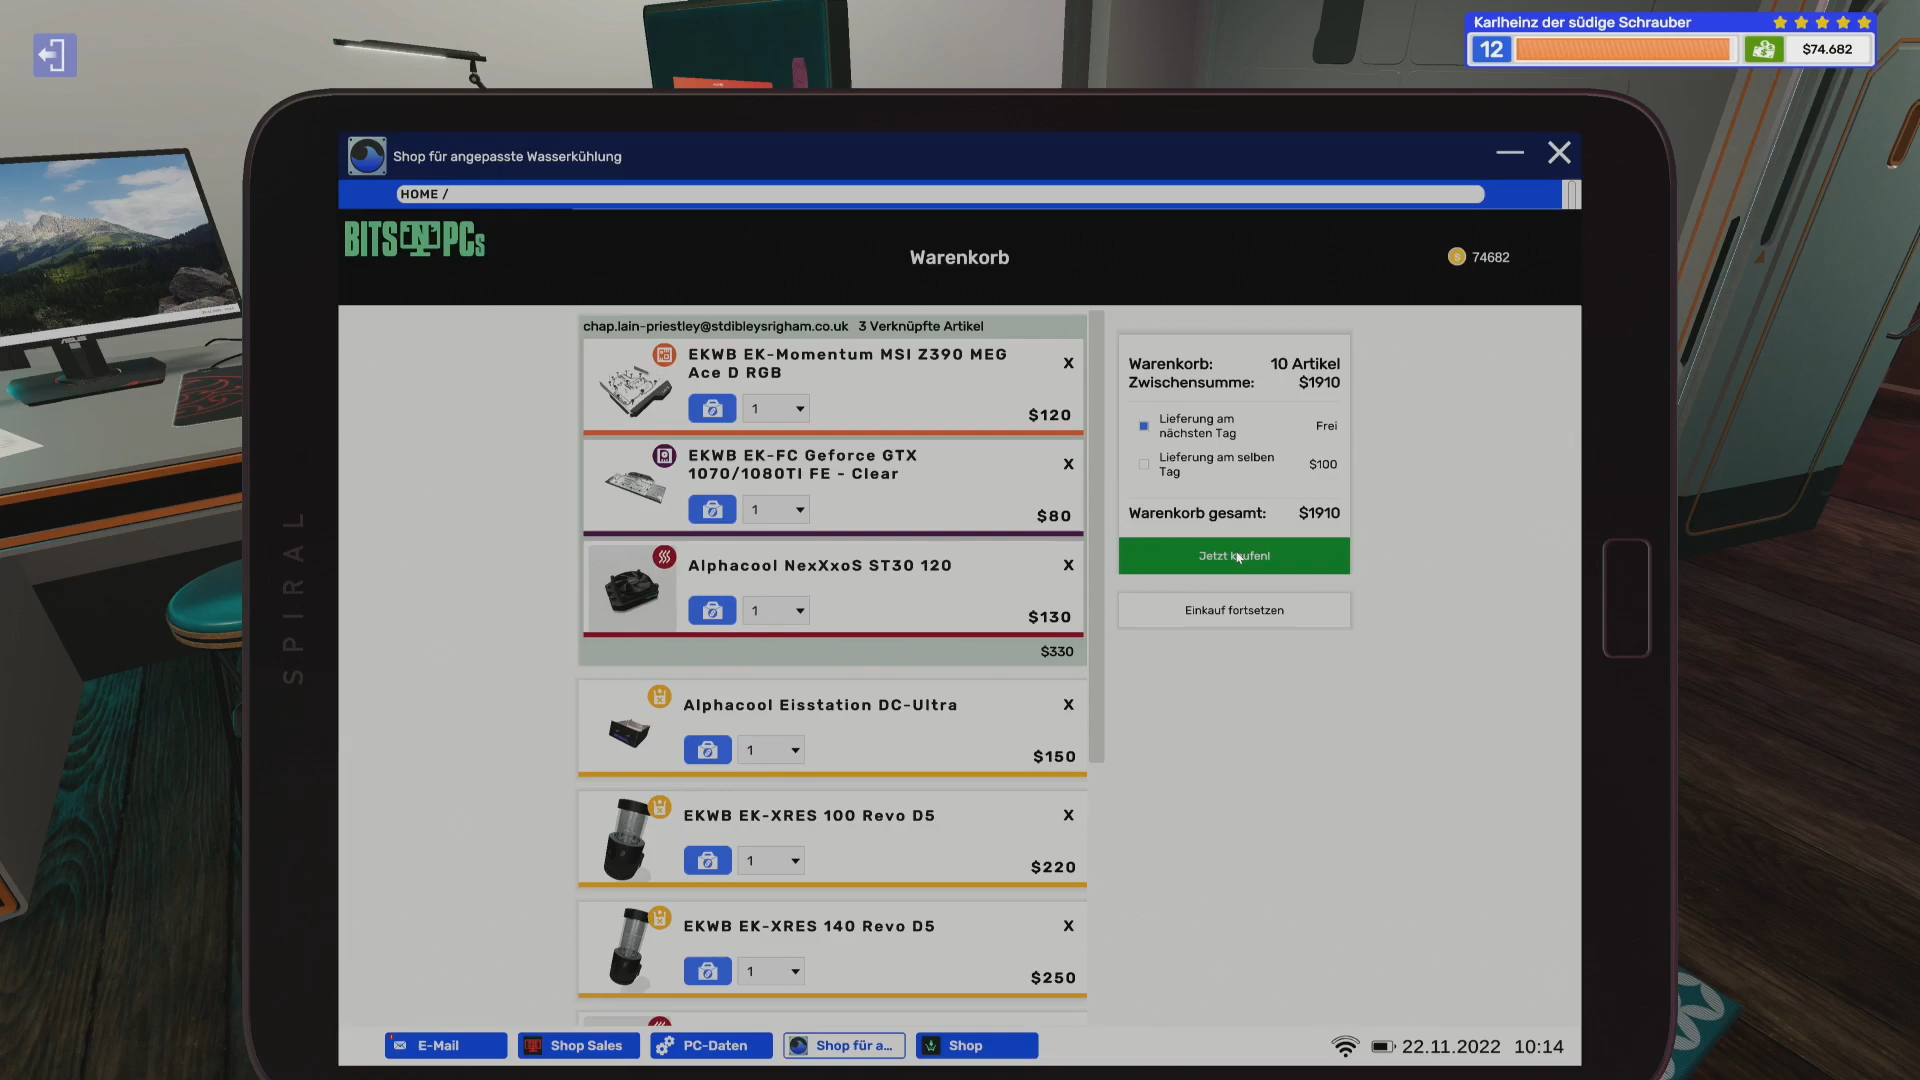 Karlheinz der südige Schrauber
12
$74.682
Shop für angepasste Wasserkühlung
HOME /
BITS N PCs
Warenkorb
74682
chap.lain-priestley@stdibleysrigham.co.uk 3 Verknüpfte Artikel
EKWB EK-Momentum MSI Z390 MEG
Ace D RGB
X
1
$120
EKWB EK-FC Geforce GTX
1070/1080TI FE - Clear
X
1
$80
Alphacool NexXxoS ST30 120
X
1
$130
$330
Alphacool Eisstation DC-Ultra
X
1
$150
EKWB EK-XRES 100 Revo D5
X
1
$220
EKWB EK-XRES 140 Revo D5
X
1
$250
Warenkorb: 10 Artikel
Zwischensumme: $1910
Lieferung am
nächsten Tag
Frei
Lieferung am selben
Tag
$100
Warenkorb gesamt: $1910
Jetzt kaufen!
Einkauf fortsetzen
SPIRAL
ASUS
E-Mail
Shop Sales
PC-Daten
Shop für a...
Shop
22.11.2022 10:14